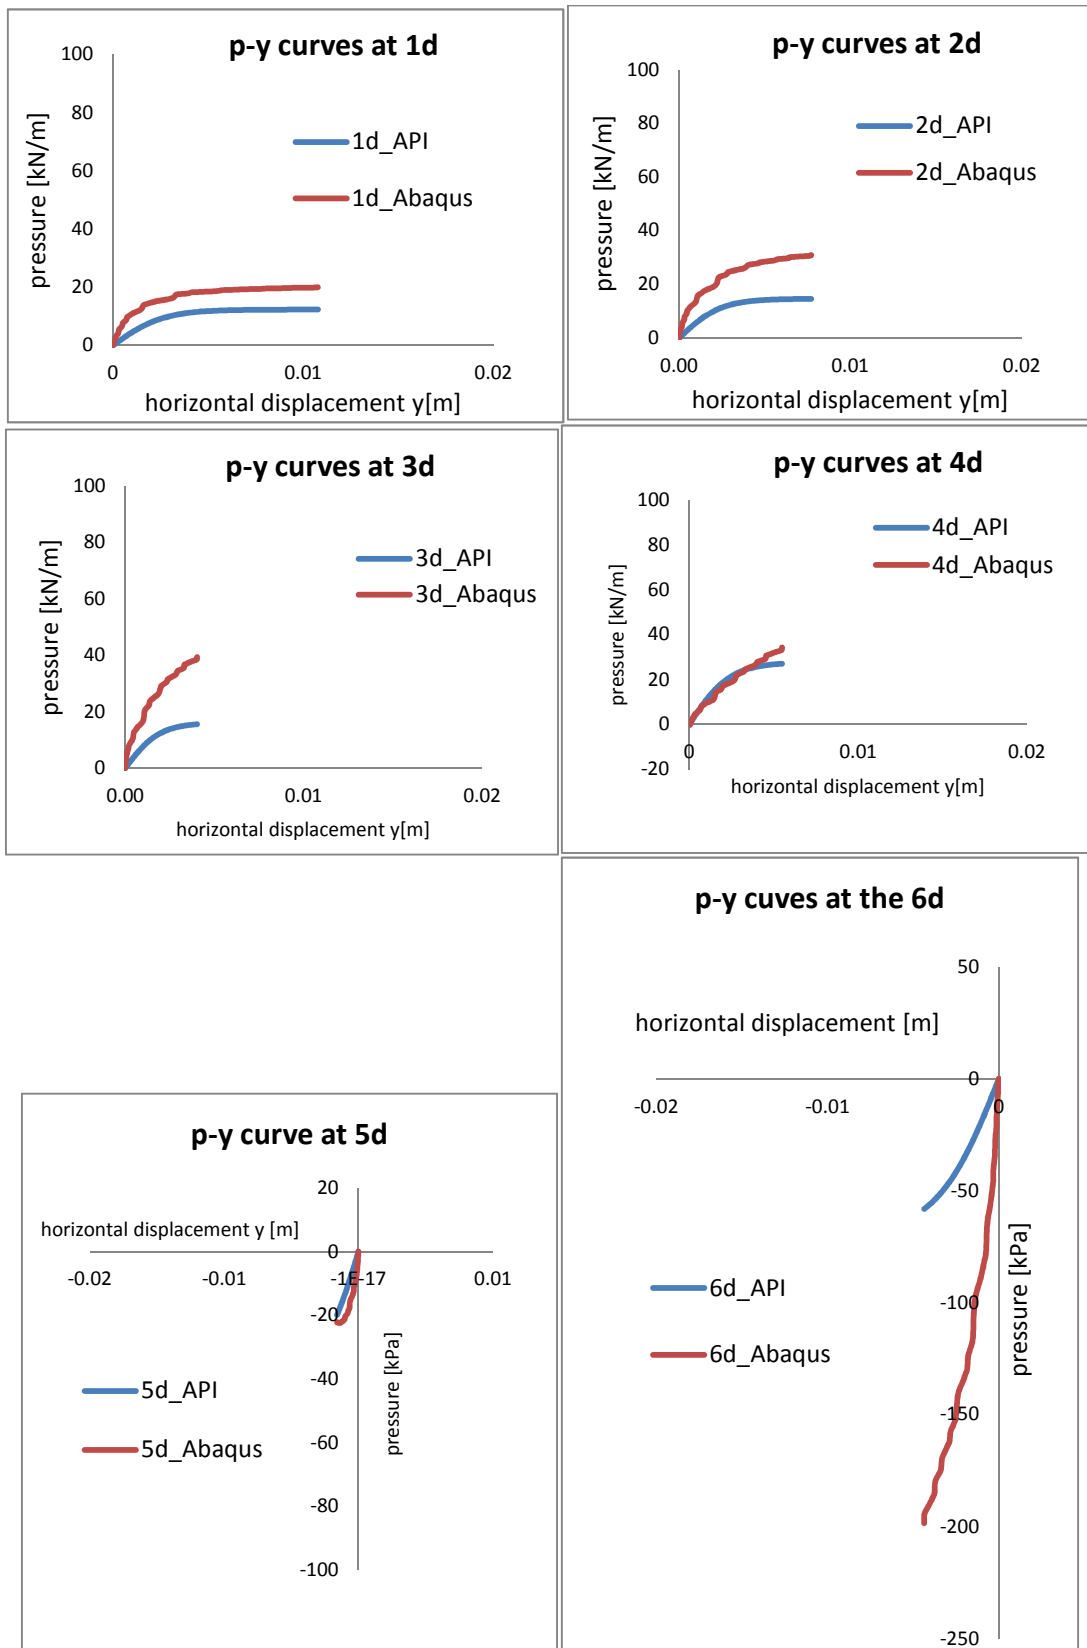 p-y curves at 1d
100
80
60
40
20
0
pressure [kN/m]
1d_API
1d_Abaqus
0
0.01
0.02
horizontal displacement y[m]
p-y curves at 2d
100
80
60
40
20
0
pressure [kN/m]
2d_API
2d_Abaqus
0.00
0.01
0.02
horizontal displacement y[m]
p-y curves at 3d
100
80
60
40
20
0
pressure [kN/m]
3d_API
3d_Abaqus
0.00
0.01
0.02
horizontal displacement y[m]
p-y curves at 4d
100
80
60
40
20
0
-20
pressure [kN/m]
4d_API
4d_Abaqus
0
0.01
0.02
horizontal displacement y[m]
p-y curve at 5d
20
0
-20
-40
-60
-80
-100
horizontal displacement y [m]
-0.02
-0.01
-1E-17
0.01
pressure [kPa]
5d_API
5d_Abaqus
p-y cuves at the 6d
50
0
-50
-100
-150
-200
-250
horizontal displacement [m]
-0.02
-0.01
0
pressure [kPa]
6d_API
6d_Abaqus